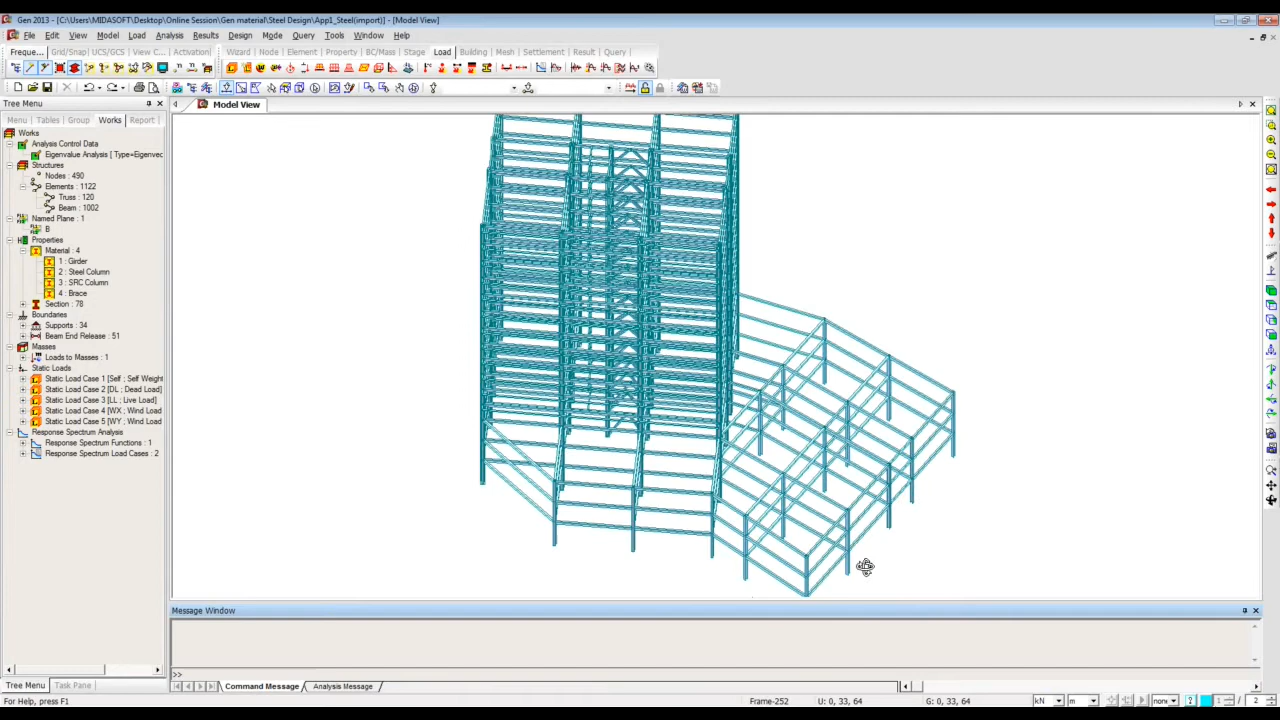 Gen 2013 - [C:\Users\MIDASOFT\Desktop\Online Session\Gen material\Steel Design\App1_Steel(import)] - [Model View]
File Edit View Model Load Analysis Results Design Mode Query Tools Window Help
Freque... Grid/Snap UCS/GCS View C... Activation Wizard Node Element Property BC/Mass Stage Load Building Mesh Settlement Result Query
Tree Menu
Model View
Menu Tables Group Works Report
Works
Analysis Control Data
Eigenvalue Analysis [ Type=Eigenvec
Structures
Nodes : 490
Elements : 1122
Truss : 120
Beam : 1002
Named Plane : 1
B
Properties
Material : 4
1 : Girder
2 : Steel Column
3 : SRC Column
4 : Brace
Section : 78
Boundaries
Supports : 34
Beam End Release : 51
Masses
Loads to Masses : 1
Static Loads
Static Load Case 1 [Self ; Self Weight
Static Load Case 2 [DL ; Dead Load]
Static Load Case 3 [LL ; Live Load]
Static Load Case 4 [WX ; Wind Load
Static Load Case 5 [WY ; Wind Load
Response Spectrum Analysis
Response Spectrum Functions : 1
Response Spectrum Load Cases : 2
Message Window
>>
Tree Menu Task Pane
Command Message Analysis Message
For Help, press F1
Frame-252
U: 0, 33, 64
G: 0, 33, 64
kN
m
non
1 / 2